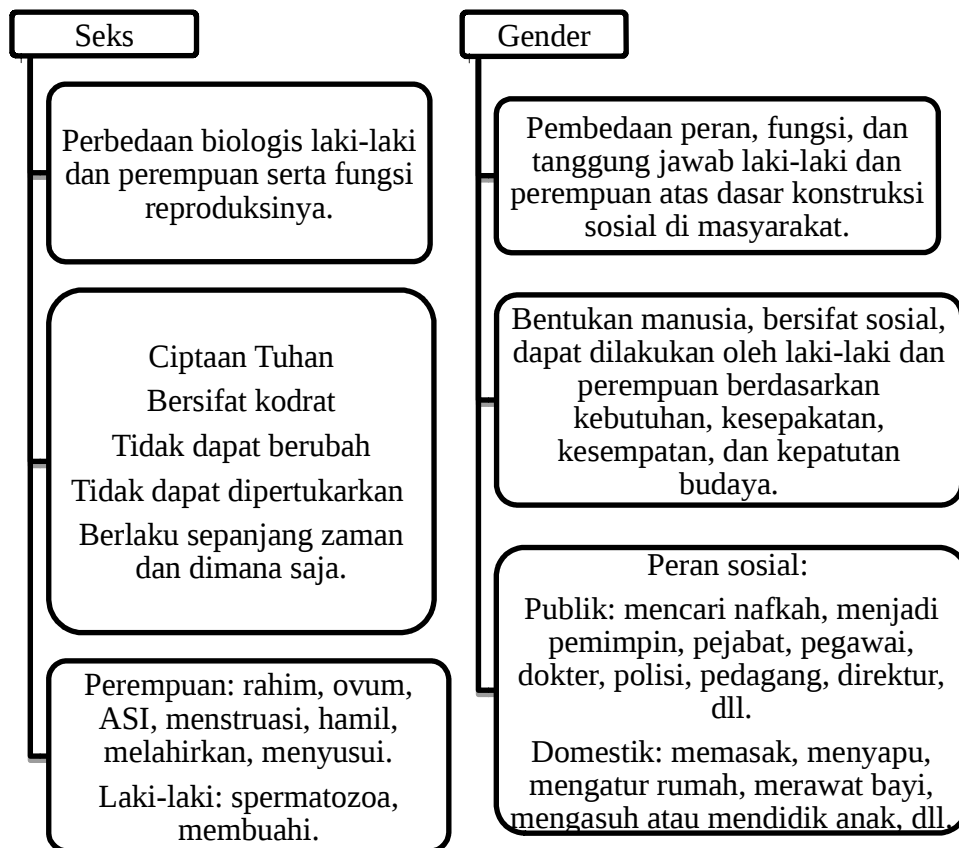 Seks
Perbedaan biologis laki-laki
dan perempuan serta fungsi
reproduksinya.
Ciptaan Tuhan
Bersifat kodrat
Tidak dapat berubah
Tidak dapat dipertukarkan
Berlaku sepanjang zaman
dan dimana saja.
Perempuan: rahim, ovum,
ASI, menstruasi, hamil,
melahirkan, menyusui.
Laki-laki: spermatozoa,
membuahi.
Gender
Pembedaan peran, fungsi, dan
tanggung jawab laki-laki dan
perempuan atas dasar konstruksi
sosial di masyarakat.
Bentukan manusia, bersifat sosial,
dapat dilakukan oleh laki-laki dan
perempuan berdasarkan
kebutuhan, kesepakatan,
kesempatan, dan kepatutan
budaya.
Peran sosial:
Publik: mencari nafkah, menjadi
pemimpin, pejabat, pegawai,
dokter, polisi, pedagang, direktur,
dll.
Domestik: memasak, menyapu,
mengatur rumah, merawat bayi,
mengasuh atau mendidik anak, dll.